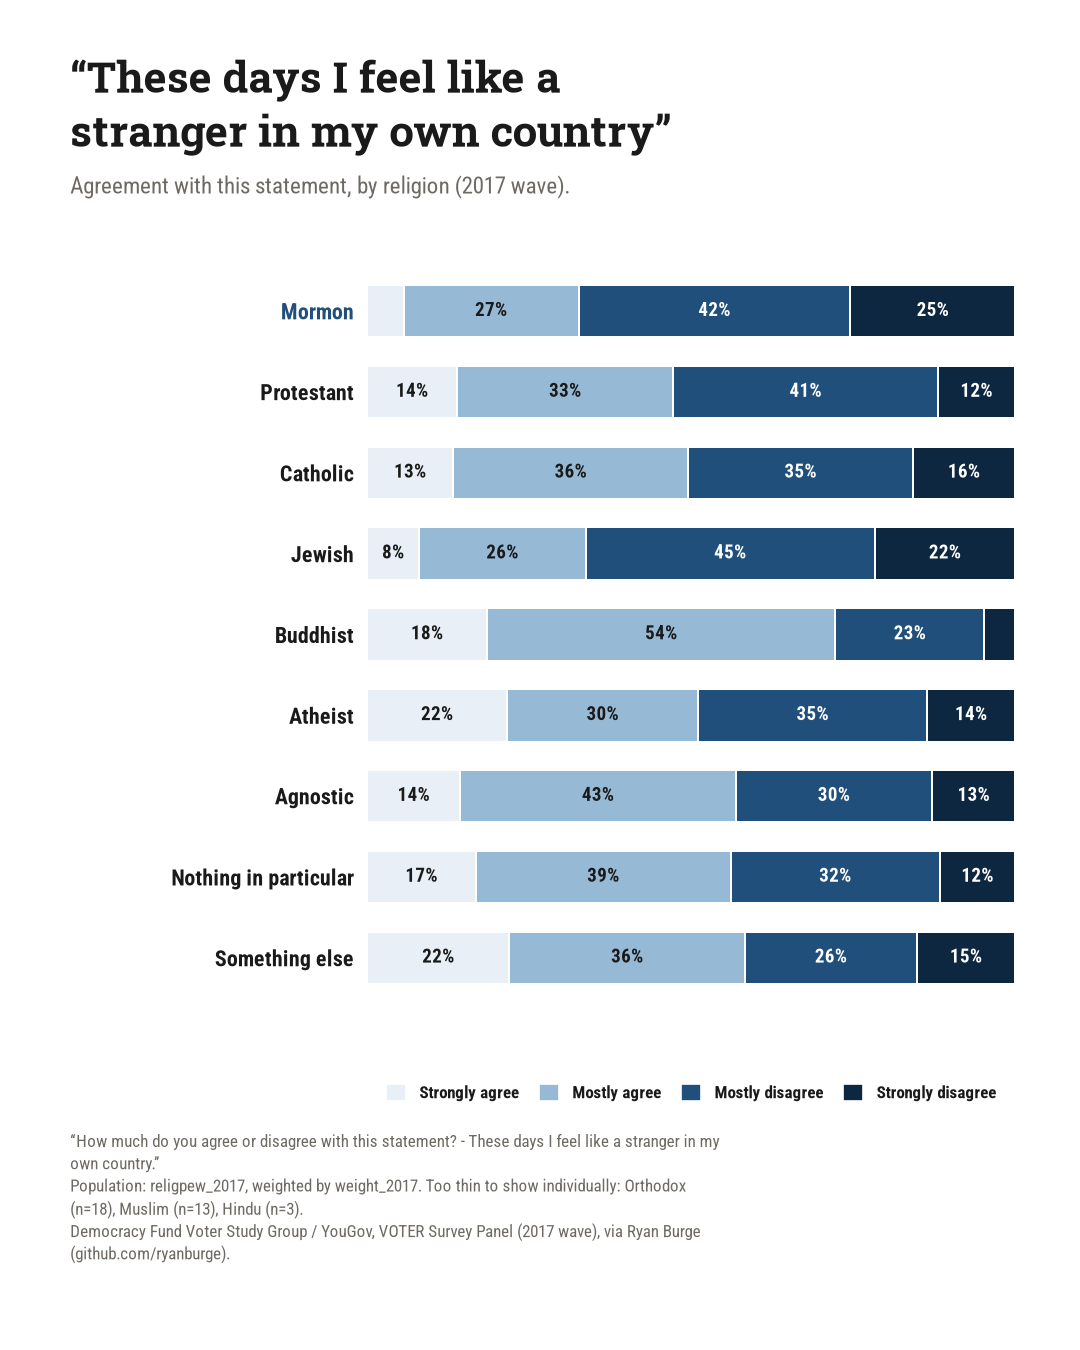 “These days I feel like a
stranger in my own country”
Agreement with this statement, by religion (2017 wave).
Mormon 27% 42% 25%
Protestant 14% 33% 41% 12%
Catholic 13% 36% 35% 16%
Jewish 8% 26% 45% 22%
Buddhist 18% 54% 23%
Atheist 22% 30% 35% 14%
Agnostic 14% 43% 30% 13%
Nothing in particular 17% 39% 32% 12%
Something else 22% 36% 26% 15%
Strongly agree Mostly agree Mostly disagree Strongly disagree
“How much do you agree or disagree with this statement? - These days I feel like a stranger in my
own country.”
Population: religpew_2017, weighted by weight_2017. Too thin to show individually: Orthodox
(n=18), Muslim (n=13), Hindu (n=3).
Democracy Fund Voter Study Group / YouGov, VOTER Survey Panel (2017 wave), via Ryan Burge
(github.com/ryanburge).